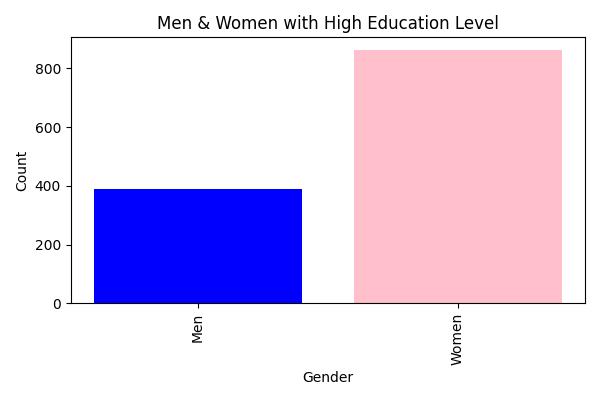 Men & Women with High Education Level
Count
800
600
400
200
0
Men
Women
Gender